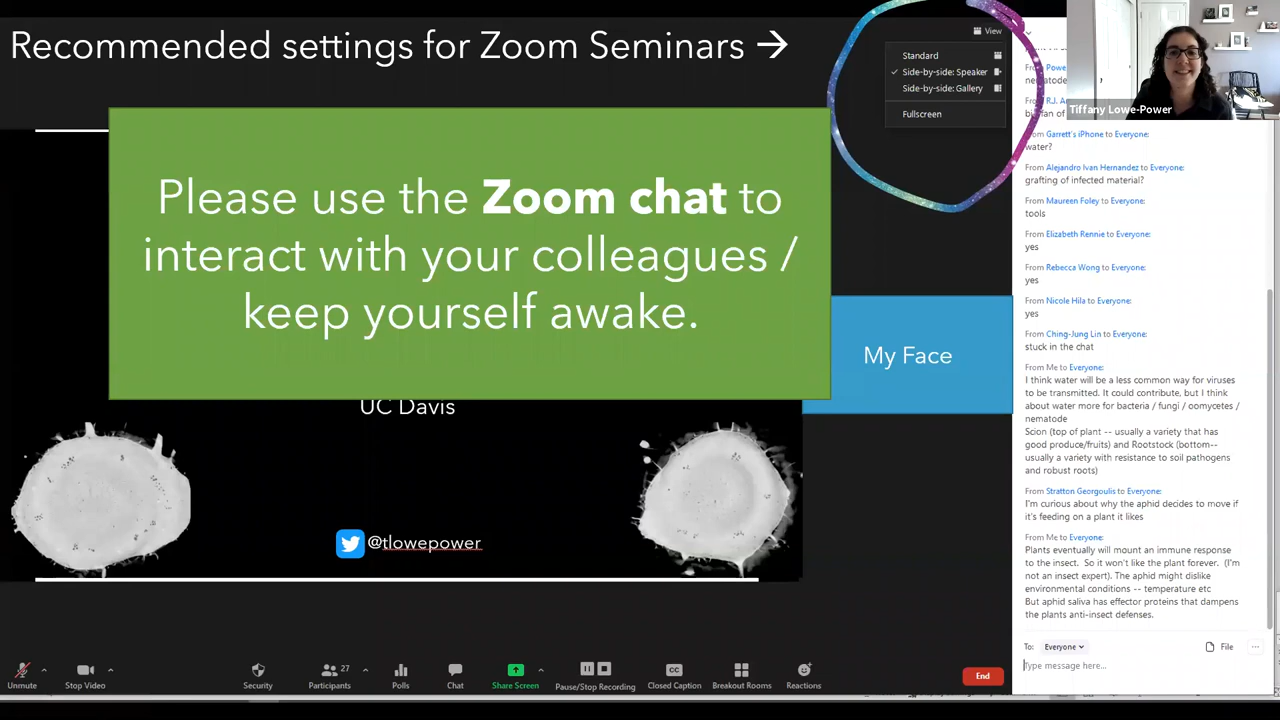 Recommended settings for Zoom Seminars →
View
Standard
✓ Side-by-side: Speaker
Side-by-side: Gallery
Fullscreen
Please use the Zoom chat to
interact with your colleagues /
keep yourself awake.
My Face
UC Davis
@tlowepower
Tiffany Lowe-Power
From Garrett's iPhone to Everyone:
water?
From Alejandro Ivan Hernandez to Everyone:
grafting of infected material?
From Maureen Foley to Everyone:
tools
From Elizabeth Rennie to Everyone:
yes
From Rebecca Wong to Everyone:
yes
From Nicole Hila to Everyone:
yes
From Ching-Jung Lin to Everyone:
stuck in the chat
From Me to Everyone:
I think water will be a less common way for viruses
to be transmitted. It could contribute, but I think
about water more for bacteria / fungi / oomycetes /
nematode
Scion (top of plant -- usually a variety that has
good produce/fruits) and Rootstock (bottom--
usually a variety with resistance to soil pathogens
and robust roots)
From Stratton Georgoulis to Everyone:
I'm curious about why the aphid decides to move if
it's feeding on a plant it likes
From Me to Everyone:
Plants eventually will mount an immune response
to the insect. So it won't like the plant forever. (I'm
not an insect expert). The aphid might dislike
environmental conditions -- temperature etc
But aphid saliva has effector proteins that dampens
the plants anti-insect defenses.
To: Everyone
File
Type message here...
Unmute
Stop Video
Security
Participants
27
Polls
Chat
Share Screen
Pause/Stop Recording
CC
Closed Caption
Breakout Rooms
Reactions
End